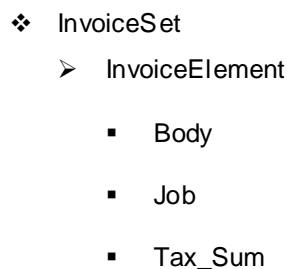 ❖ InvoiceSet
➢ InvoiceElement
▪ Body
▪ Job
▪ Tax_Sum